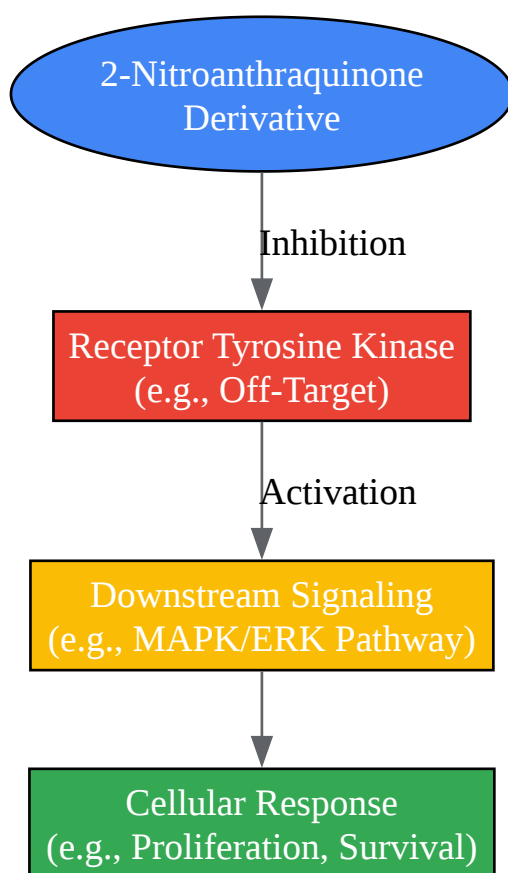 2-Nitroanthraquinone
Derivative
Inhibition
Receptor Tyrosine Kinase
(e.g., Off-Target)
Activation
Downstream Signaling
(e.g., MAPK/ERK Pathway)
Cellular Response
(e.g., Proliferation, Survival)